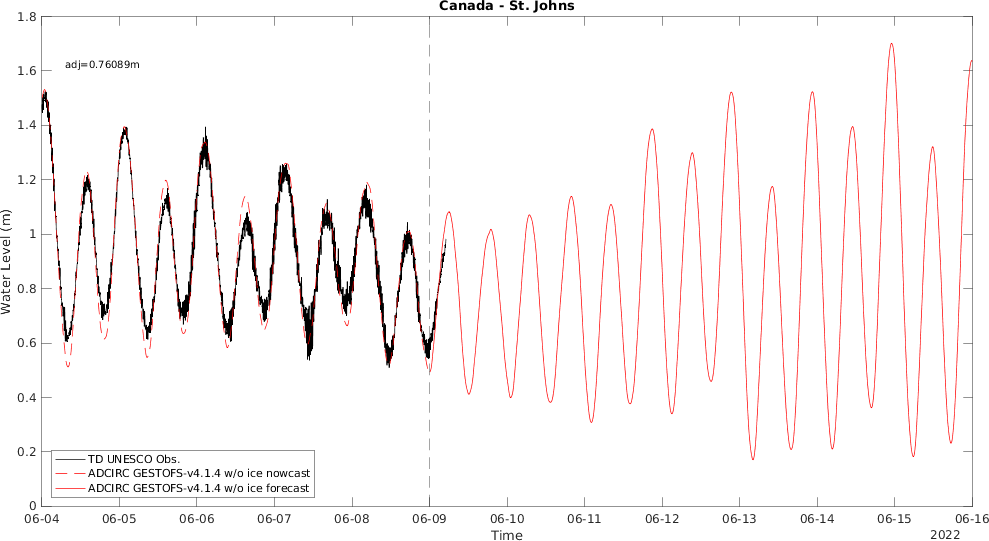 Canada - St. Johns
1.8
1.6
1.4
1.2
1
0.8
0.6
0.4
0.2
0
Water Level (m)
adj=0.76089m
TD UNESCO Obs.
ADCIRC GESTOFS-v4.1.4 w/o ice nowcast
ADCIRC GESTOFS-v4.1.4 w/o ice forecast
06-04 06-05 06-06 06-07 06-08 06-09 06-10 06-11 06-12 06-13 06-14 06-15 06-16
Time
2022